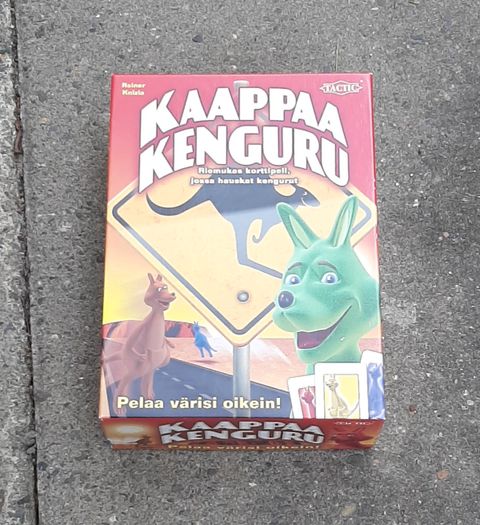 Reiner
Knizia
TACTIC
KAAPPAA
KENGURU
Riemukas korttipeli,
jossa hauskat kengurut
Pelaa värisi oikein!
KAAPPAA
KENGURU
Pelaa värisi oikein!